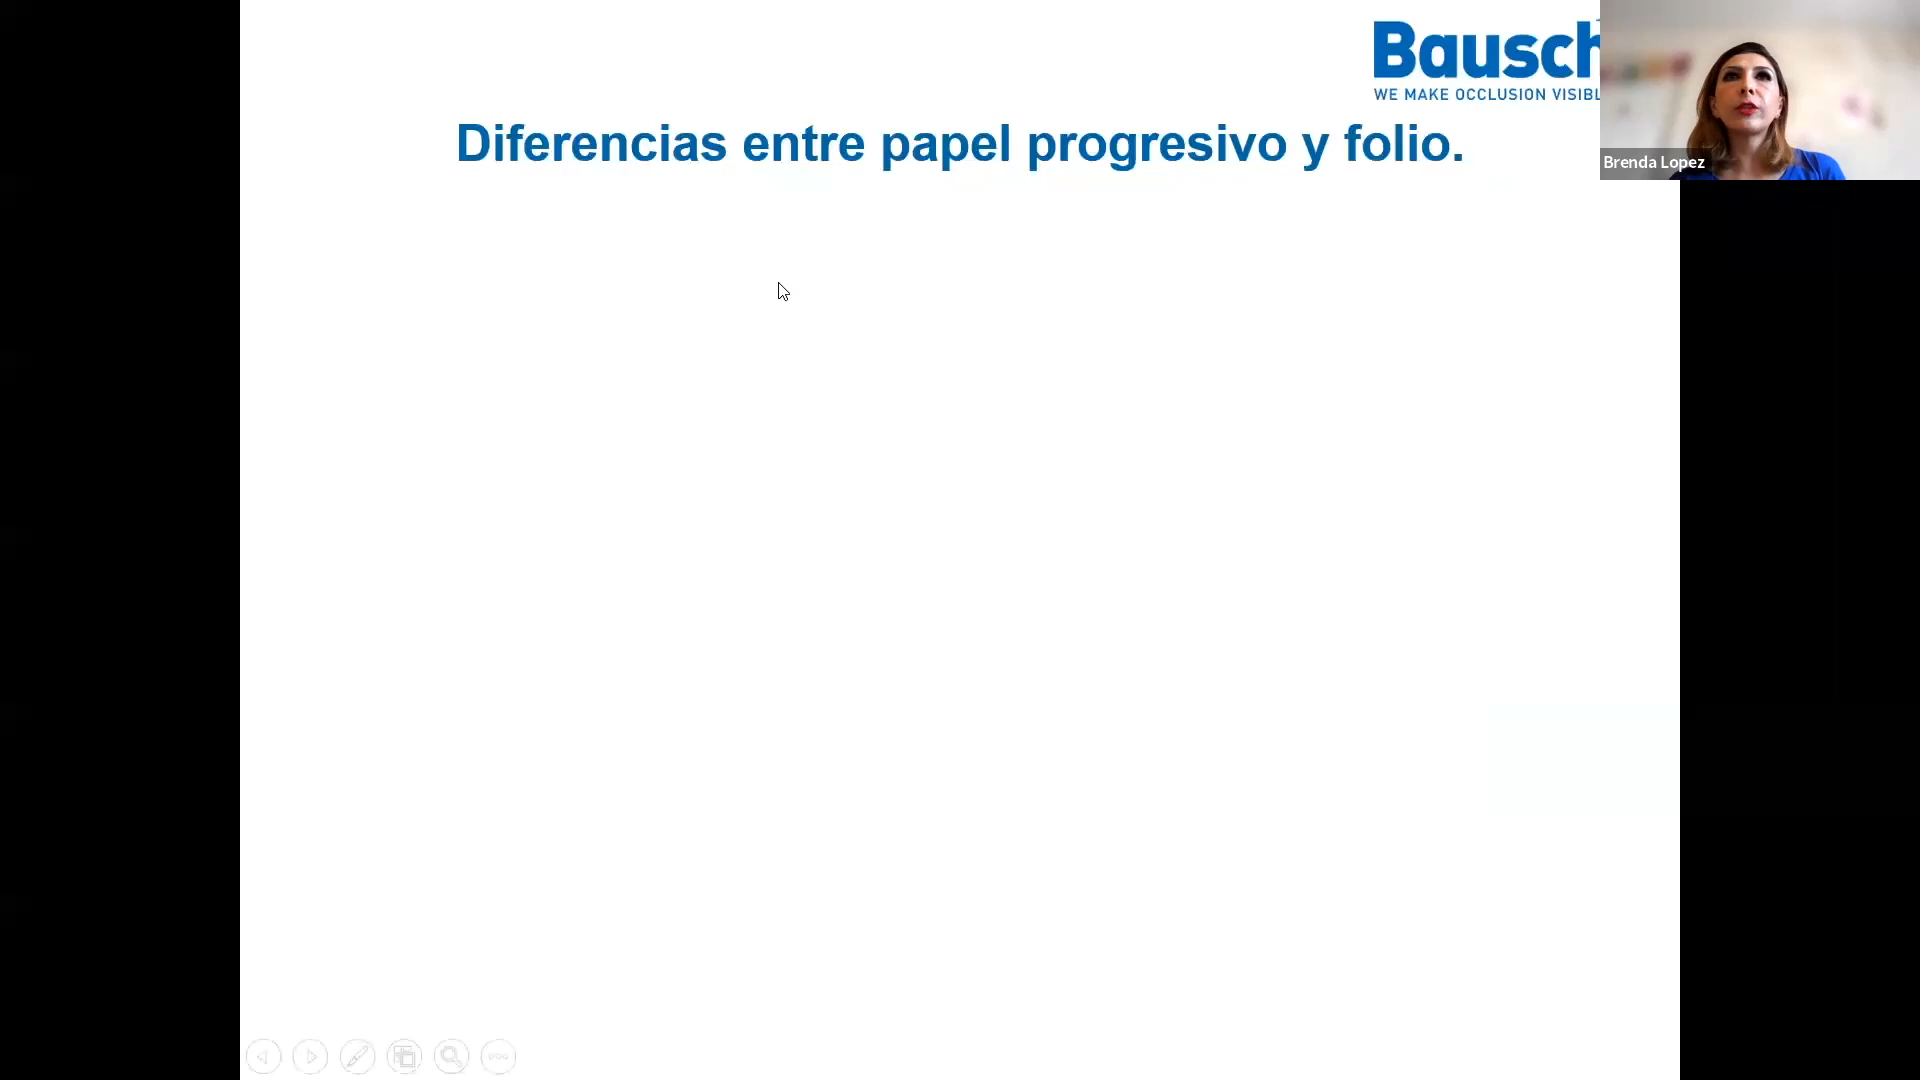 Bausch
WE MAKE OCCLUSION VISIBL
Diferencias entre papel progresivo y folio.
Brenda Lopez